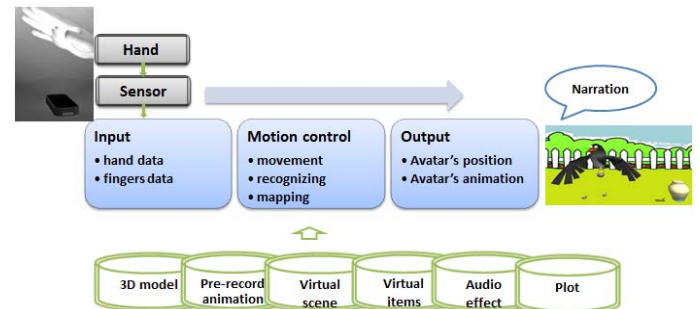 Hand
Sensor
Narration
Input
• hand data
• fingers data
Motion control
• movement
• recognizing
• mapping
Output
• Avatar's position
• Avatar's animation
3D model
Pre-record
animation
Virtual
scene
Virtual
items
Audio
effect
Plot